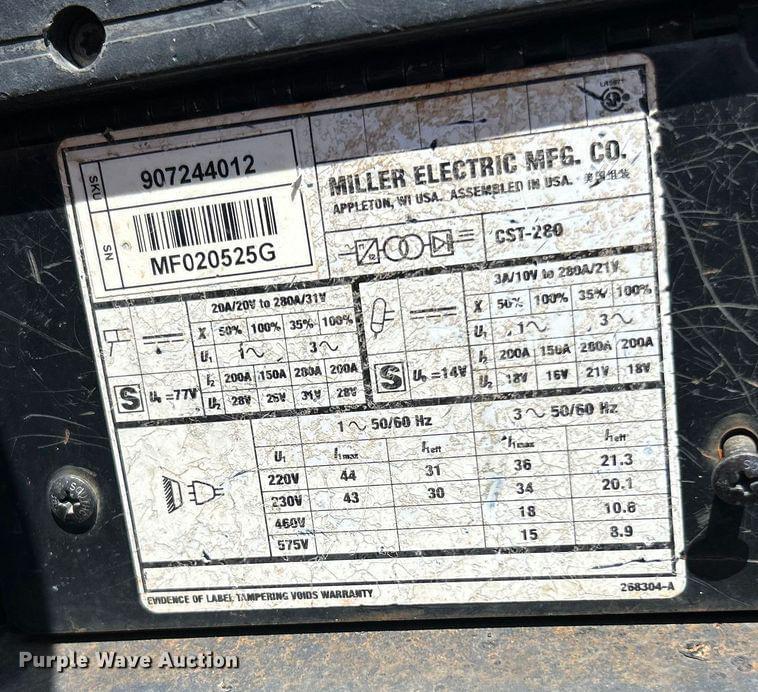 SKU 907244012
SN MF020525G
MILLER ELECTRIC MFG. CO.
APPLETON, WI USA. ASSEMBLED IN USA. 美国组装
CST-280
20A/20V to 280A/31V
X 50% 100% 35% 100%
U1 1~ 3~
I2 200A 150A 280A 200A
U2 28V 26V 31V 28V
S U0=77V
3A/10V to 280A/21V
X 50% 100% 35% 100%
U1 1~ 3~
I2 200A 150A 280A 200A
U2 18V 16V 21V 18V
S U0=14V
1~ 50/60 Hz 3~ 50/60 Hz
U1 I1max I1eff I1max I1eff
220V 44 31 36 21.3
230V 43 30 34 20.1
460V 18 10.6
575V 15 8.9
EVIDENCE OF LABEL TAMPERING VOIDS WARRANTY
268304-A
Purple Wave Auction